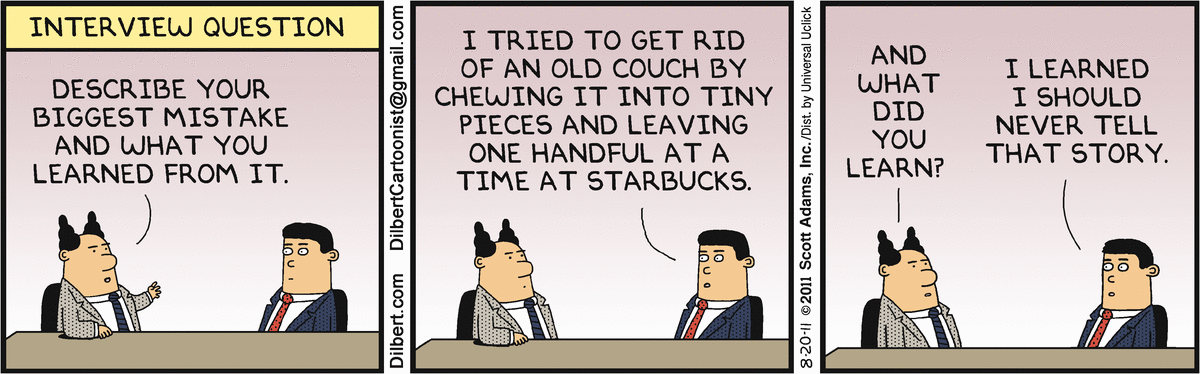 INTERVIEW QUESTION
DESCRIBE YOUR
BIGGEST MISTAKE
AND WHAT YOU
LEARNED FROM IT.
Dilbert.com DilbertCartoonist@gmail.com
I TRIED TO GET RID
OF AN OLD COUCH BY
CHEWING IT INTO TINY
PIECES AND LEAVING
ONE HANDFUL AT A
TIME AT STARBUCKS.
8-20-11 ©2011 Scott Adams, Inc./Dist. by Universal Uclick
AND
WHAT
DID
YOU
LEARN?
I LEARNED
I SHOULD
NEVER TELL
THAT STORY.